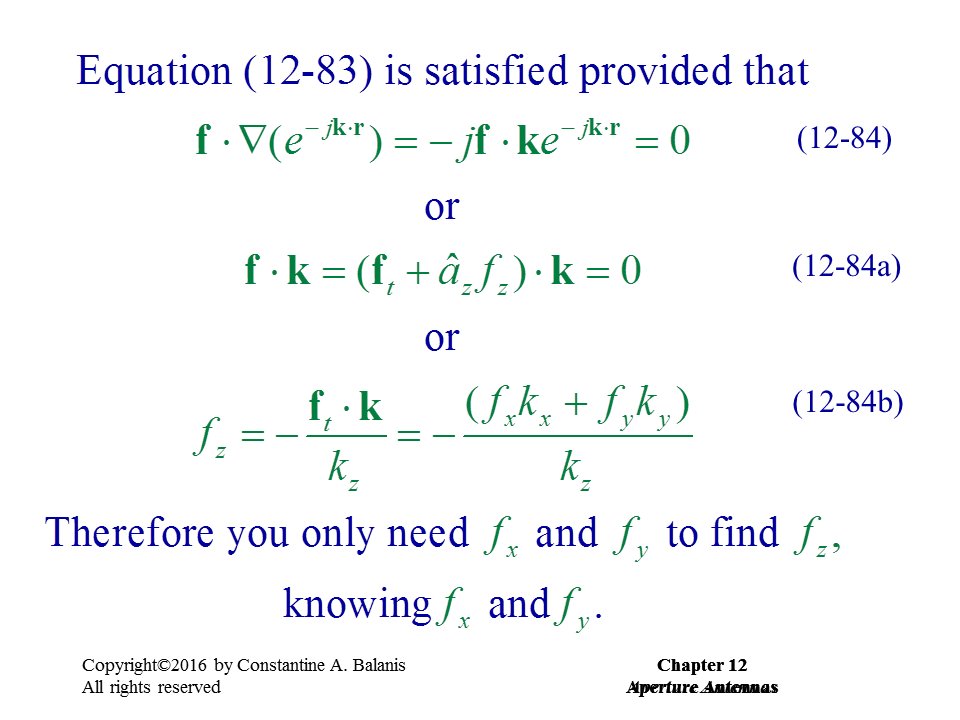 Equation (12-83) is satisfied provided that
f · ∇(e^{−jk·r}) = −jf · ke^{−jk·r} = 0 (12-84)
or
f · k = (f_t + â_z f_z) · k = 0 (12-84a)
or
f_z = − (f_t · k)/k_z = − (f_x k_x + f_y k_y)/k_z (12-84b)
Therefore you only need f_x and f_y to find f_z,
knowing f_x and f_y.
Copyright©2016 by Constantine A. Balanis Chapter 12
All rights reserved Aperture Antennas